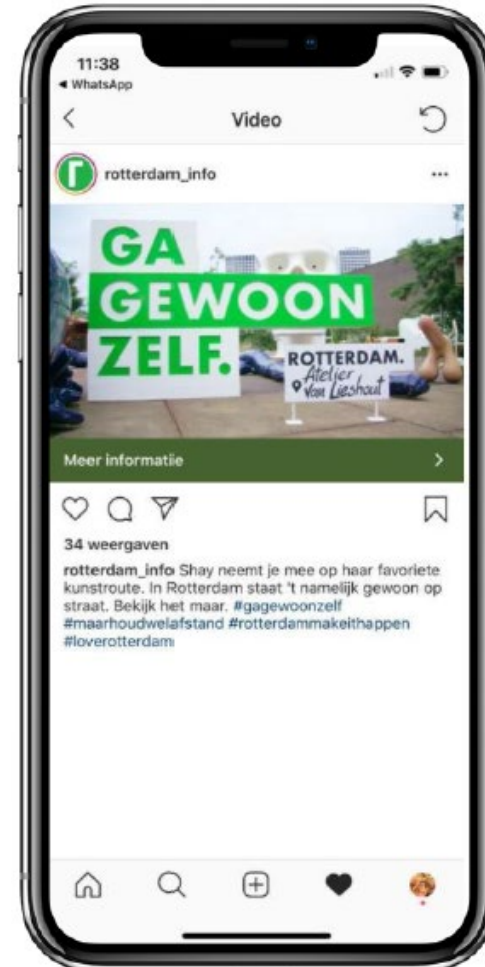 11:38
◀ WhatsApp
Video
rotterdam_info
GA
GEWOON
ZELF.
ROTTERDAM.
Atelier
Van Lieshout
Meer informatie
34 weergaven
rotterdam_info Shay neemt je mee op haar favoriete
kunstroute. In Rotterdam staat 't namelijk gewoon op
straat. Bekijk het maar. #gagewoonzelf
#maarhoudwelafstand #rotterdammakeithappen
#loverotterdam